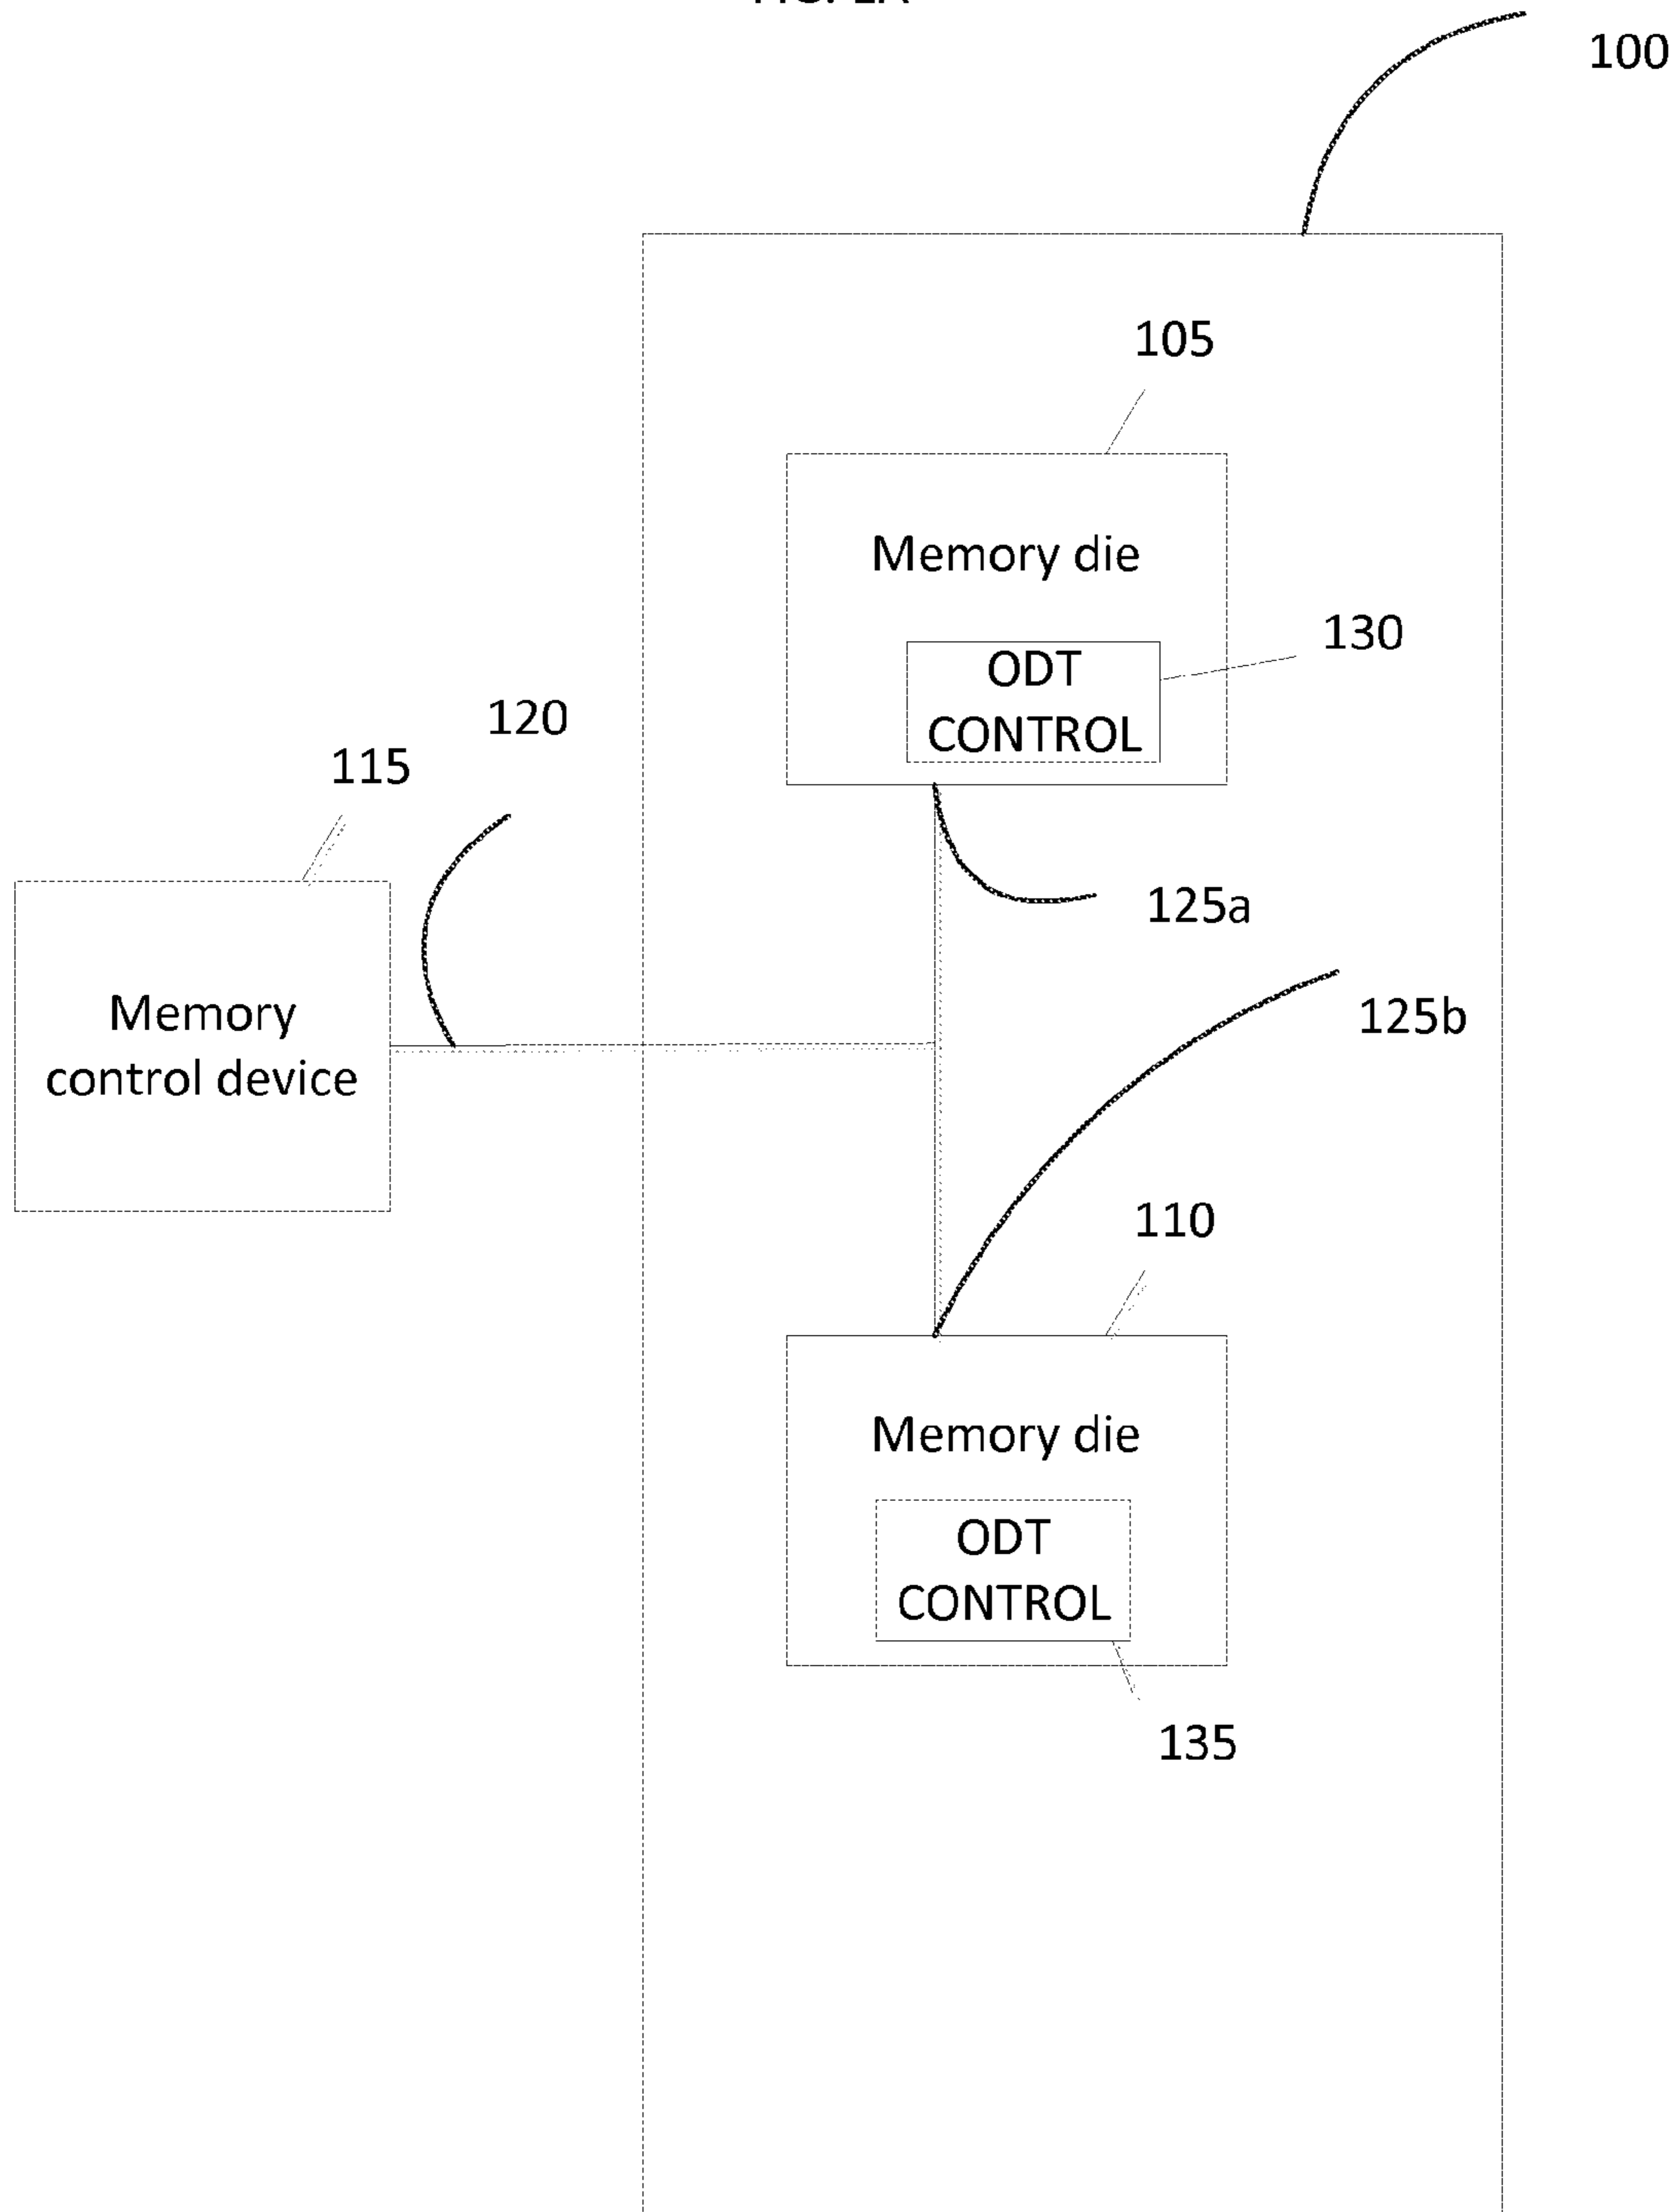 100
105
Memory die
130
ODT
CONTROL
120
115
125a
Memory
control device
125b
110
Memory die
ODT
CONTROL
135